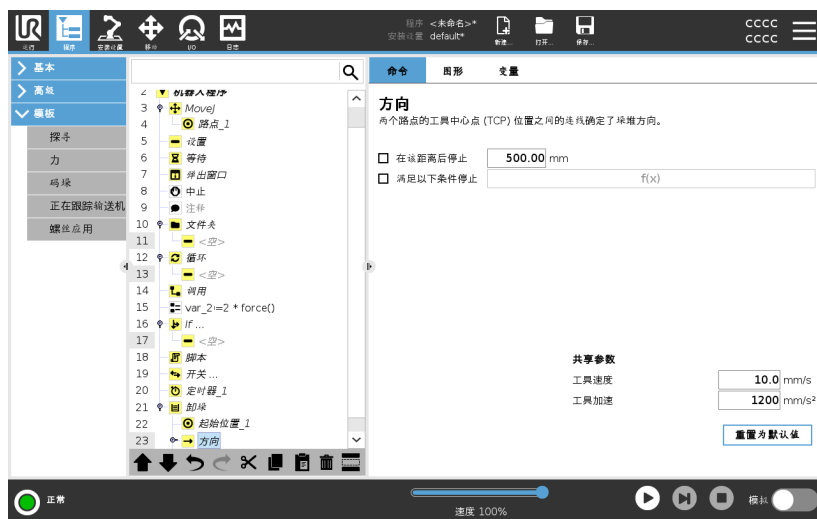 UR
运行
程序
安装设置
移动
I/O
日志
程序 <未命名>*
安装设置 default*
新建...
打开...
保存...
CCCC
CCCC
基本
高级
模板
探寻
力
码垛
正在跟踪输送机
螺丝应用
2 机器人程序
3 MoveJ
4 路点_1
5 设置
6 等待
7 弹出窗口
8 中止
9 注释
10 文件夹
11 <空>
12 循环
13 <空>
14 调用
15 var_2≔2 * force()
16 If ...
17 <空>
18 脚本
19 开关 ...
20 定时器_1
21 卸垛
22 起始位置_1
23 方向
命令 图形 变量
方向
两个路点的工具中心点 (TCP) 位置之间的连线确定了垛堆方向。
在该距离后停止 500.00 mm
满足以下条件停止 f(x)
共享参数
工具速度 10.0 mm/s
工具加速 1200 mm/s²
重置为默认值
正常
速度 100%
模拟